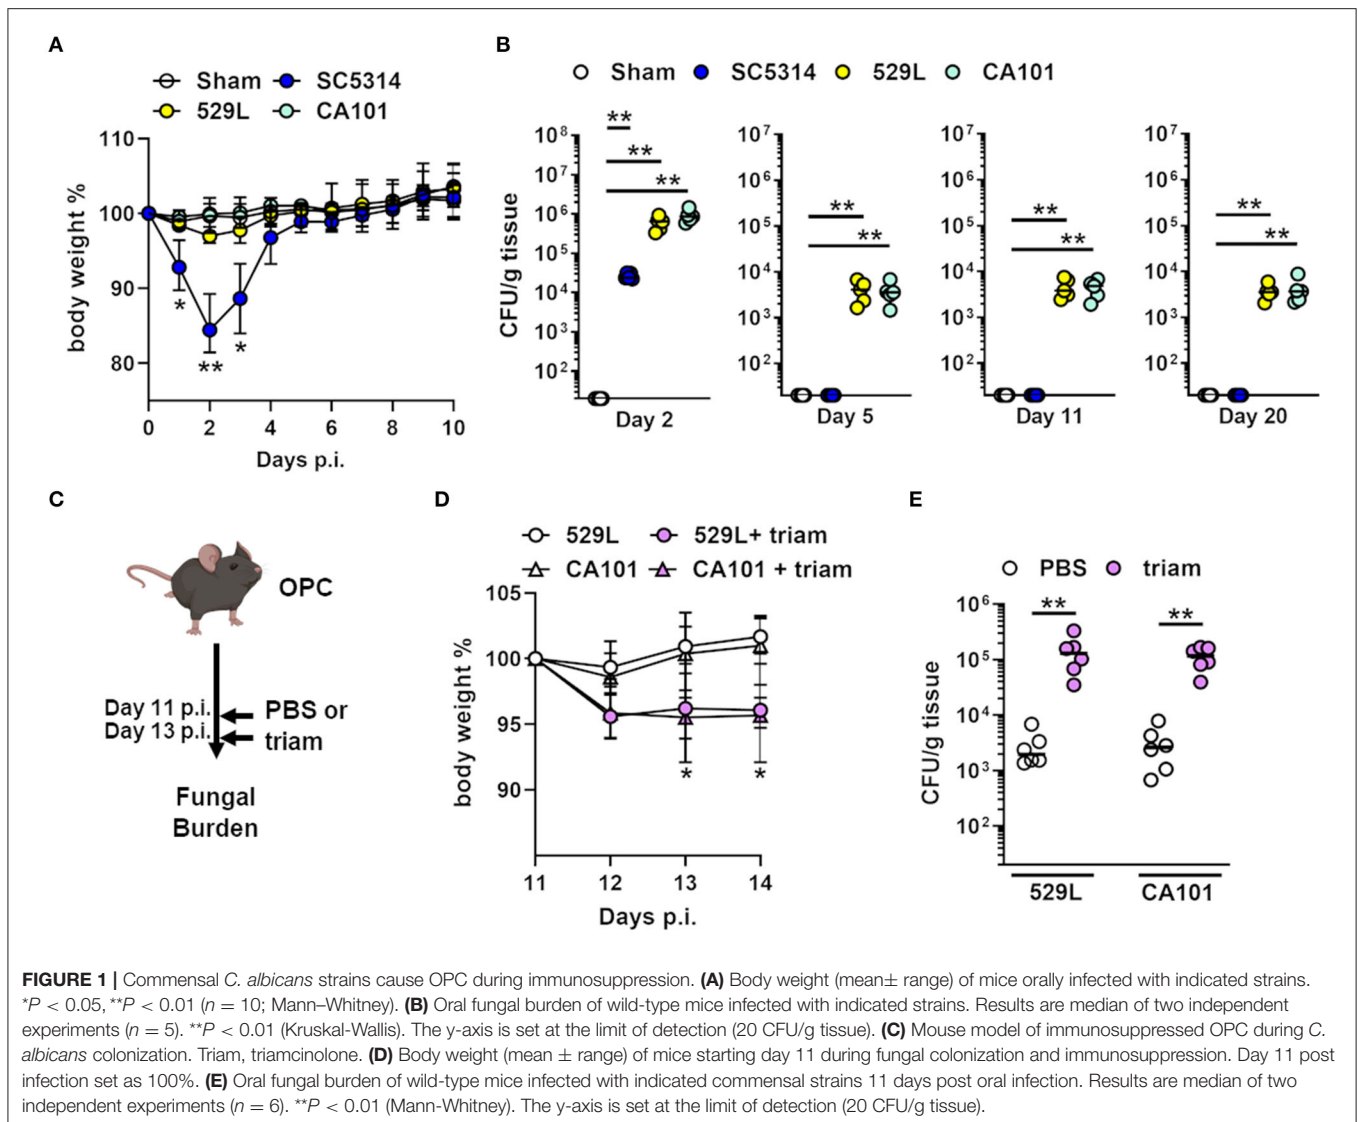 A
Sham SC5314
529L CA101
110
100
90
80
body weight %
*
**
*
0 2 4 6 8 10
Days p.i.
B
Sham SC5314 529L CA101
CFU/g tissue
10⁸
10⁷
10⁶
10⁵
10⁴
10³
10²
**
**
**
Day 2
10⁷
10⁶
10⁵
10⁴
10³
10²
**
**
Day 5
10⁷
10⁶
10⁵
10⁴
10³
10²
**
**
Day 11
10⁷
10⁶
10⁵
10⁴
10³
10²
**
**
Day 20
C
OPC
Day 11 p.i.
Day 13 p.i.
PBS or
triam
Fungal
Burden
D
529L 529L+ triam
CA101 CA101 + triam
105
100
95
90
body weight %
* *
11 12 13 14
Days p.i.
E
PBS triam
CFU/g tissue
10⁶
10⁵
10⁴
10³
10²
** **
529L CA101
FIGURE 1 | Commensal C. albicans strains cause OPC during immunosuppression. (A) Body weight (mean± range) of mice orally infected with indicated strains.
*P < 0.05, **P < 0.01 (n = 10; Mann–Whitney). (B) Oral fungal burden of wild-type mice infected with indicated strains. Results are median of two independent
experiments (n = 5). **P < 0.01 (Kruskal-Wallis). The y-axis is set at the limit of detection (20 CFU/g tissue). (C) Mouse model of immunosuppressed OPC during C.
albicans colonization. Triam, triamcinolone. (D) Body weight (mean ± range) of mice starting day 11 during fungal colonization and immunosuppression. Day 11 post
infection set as 100%. (E) Oral fungal burden of wild-type mice infected with indicated commensal strains 11 days post oral infection. Results are median of two
independent experiments (n = 6). **P < 0.01 (Mann-Whitney). The y-axis is set at the limit of detection (20 CFU/g tissue).